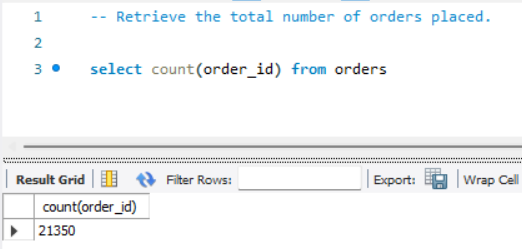 1 -- Retrieve the total number of orders placed.
2
3 select count(order_id) from orders
Result Grid Filter Rows: Export: Wrap Cell
count(order_id)
21350